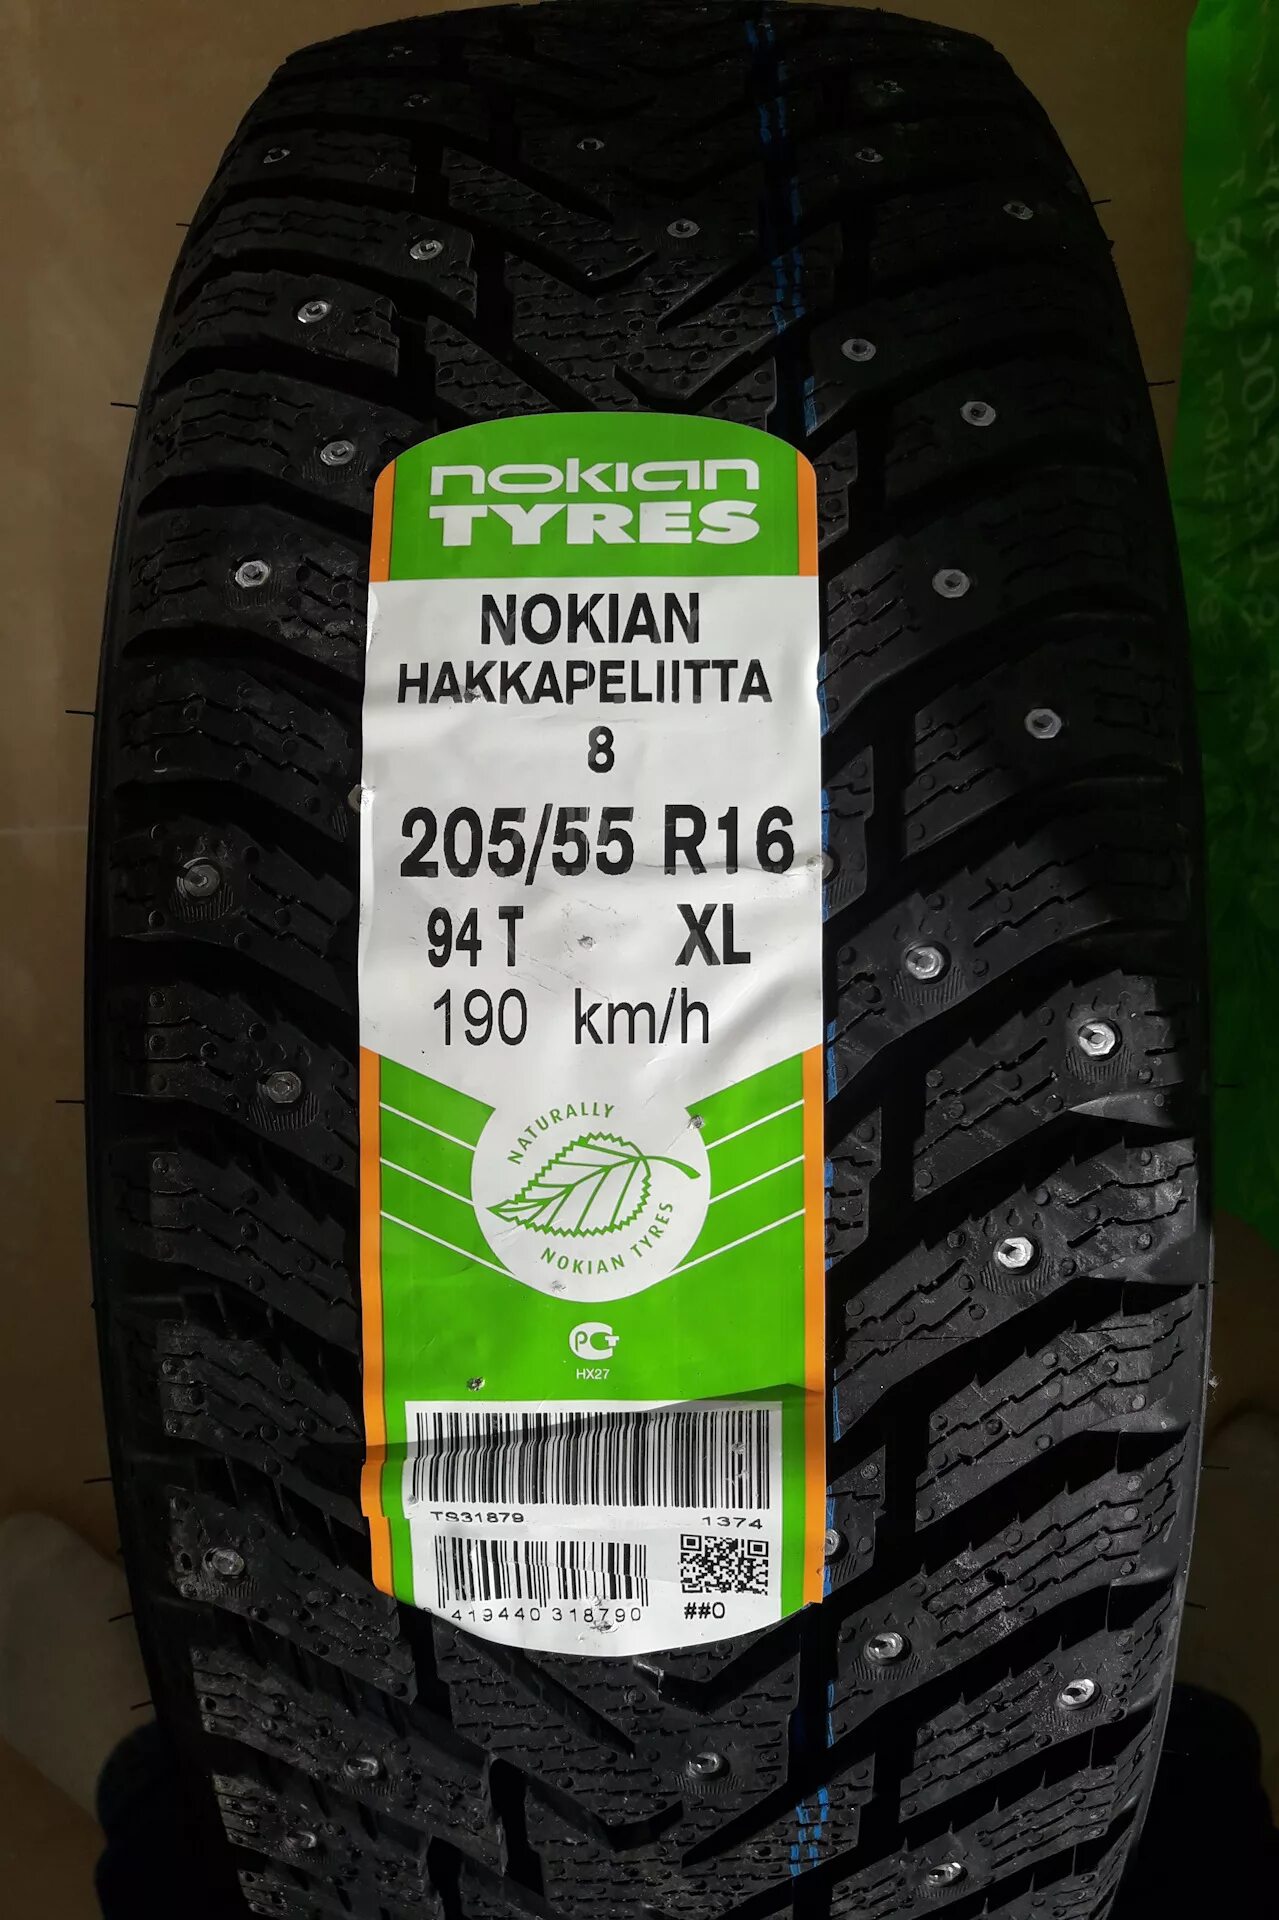 nokian
TYRES
NOKIAN
HAKKAPELIITTA
8
205/55 R16
94 T XL
190 km/h
NATURALLY
NOKIAN TYRES
PCT
HX27
TS31879 1374
419440 318790
##0